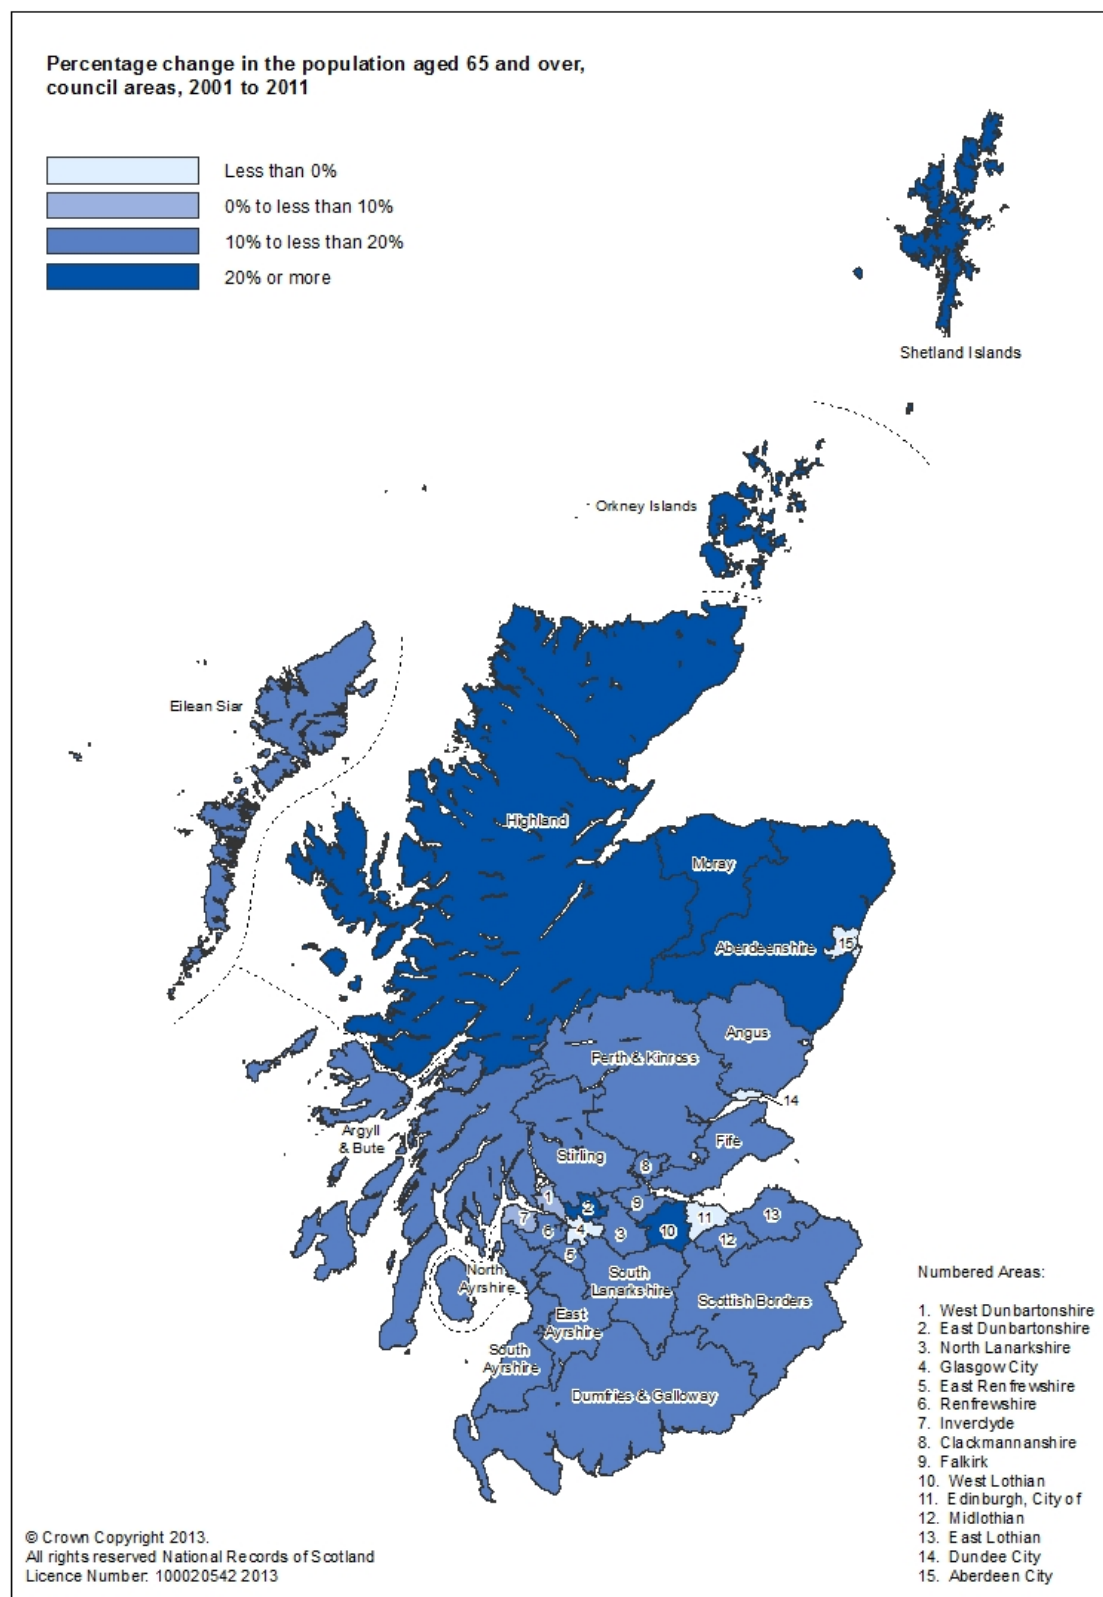 Percentage change in the population aged 65 and over,
council areas, 2001 to 2011
Less than 0%
0% to less than 10%
10% to less than 20%
20% or more
Shetland Islands
Orkney Islands
Eilean Siar
Highland
Moray
Aberdeenshire
15
Angus
Perth & Kinross
14
Argyll
& Bute
Fife
Stirling
8
1
2
9
7
11
13
6
4
3
10
12
5
North
Ayrshire
South
Lanarkshire
Scottish Borders
East
Ayrshire
South
Ayrshire
Dumfries & Galloway
Numbered Areas:
1. West Dunbartonshire
2. East Dunbartonshire
3. North Lanarkshire
4. Glasgow City
5. East Renfrewshire
6. Renfrewshire
7. Inverclyde
8. Clackmannanshire
9. Falkirk
10. West Lothian
11. Edinburgh, City of
12. Midlothian
13. East Lothian
14. Dundee City
15. Aberdeen City
© Crown Copyright 2013.
All rights reserved National Records of Scotland
Licence Number: 100020542 2013